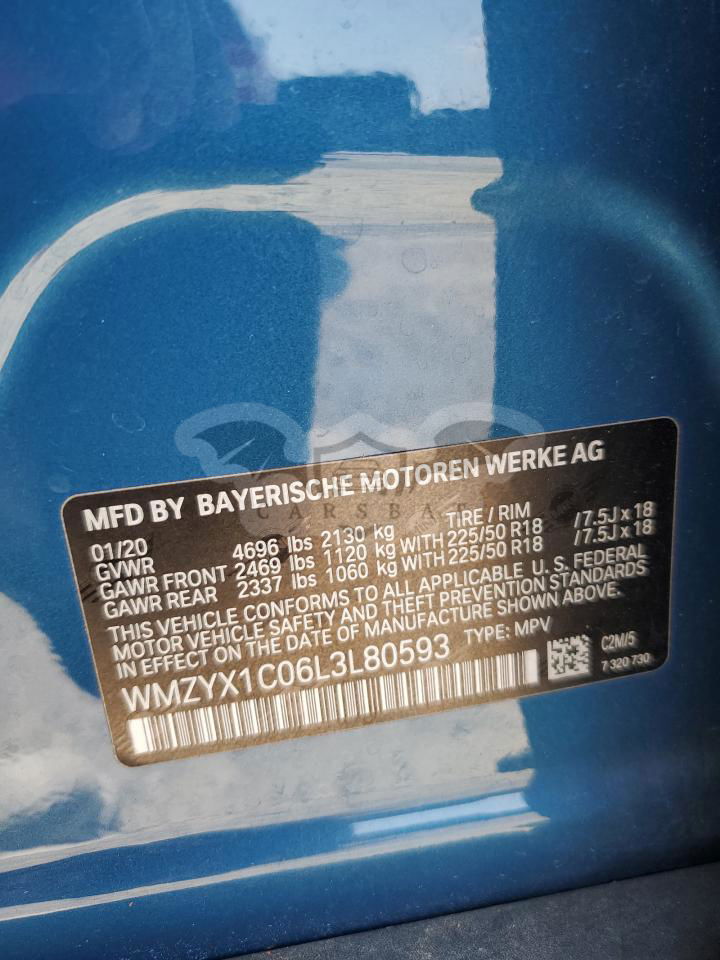 MFD BY BAYERISCHE MOTOREN WERKE AG
01/20 TIRE / RIM
GVWR 4696 lbs 2130 kg
GAWR FRONT 2469 lbs 1120 kg WITH 225/50 R18 / 7.5J x 18
GAWR REAR 2337 lbs 1060 kg WITH 225/50 R18 / 7.5J x 18
THIS VEHICLE CONFORMS TO ALL APPLICABLE U. S. FEDERAL
MOTOR VEHICLE SAFETY AND THEFT PREVENTION STANDARDS
IN EFFECT ON THE DATE OF MANUFACTURE SHOWN ABOVE.
WMZYX1C06L3L80593 TYPE: MPV
C2M/5
7 320 730
CARSBAT